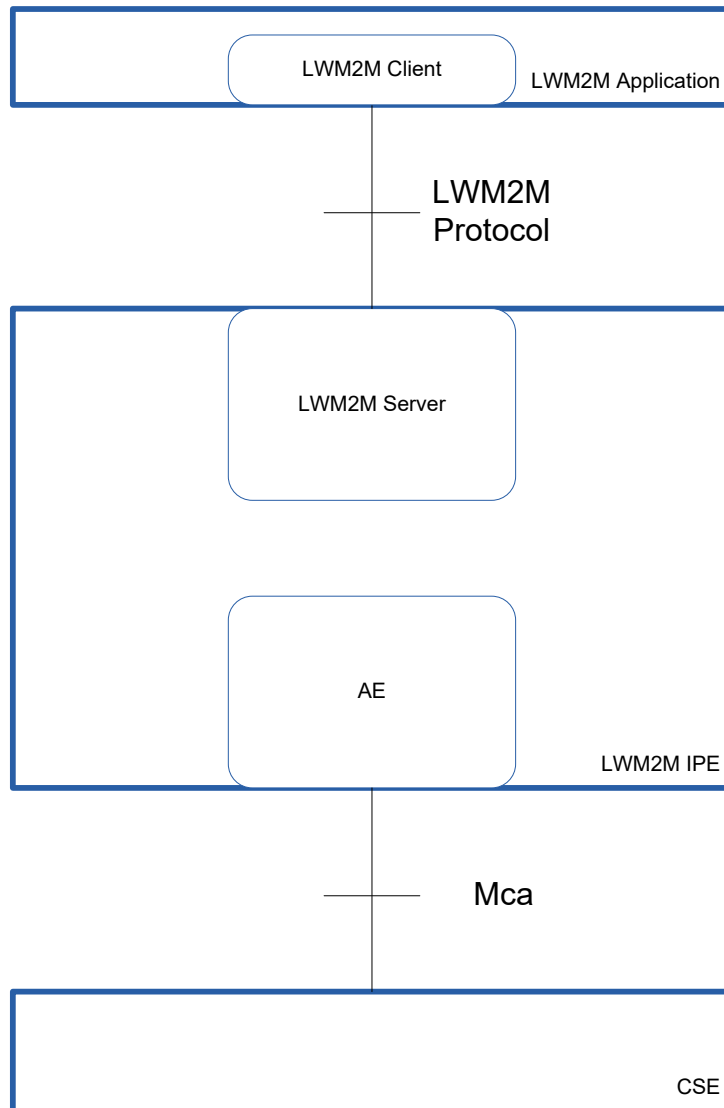 LWM2M Client
LWM2M Application
LWM2M
Protocol
LWM2M Server
AE
LWM2M IPE
Mca
CSE